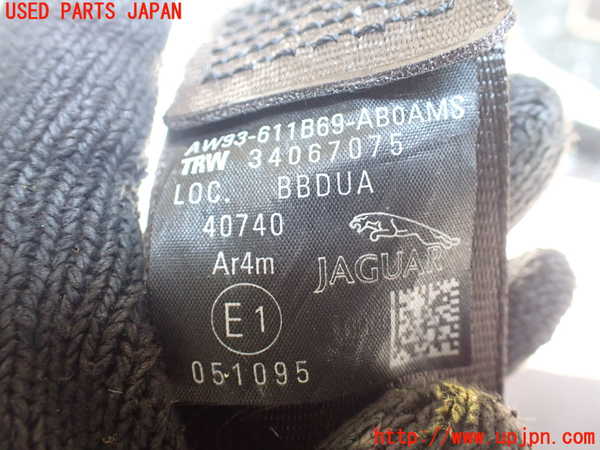 USED PARTS JAPAN
AW93-611B69-AB0AMS
TRW 34067075
LOC. BBDUA
40740
Ar4m
JAGUAR
E1
051095
http://www.upjpn.com/